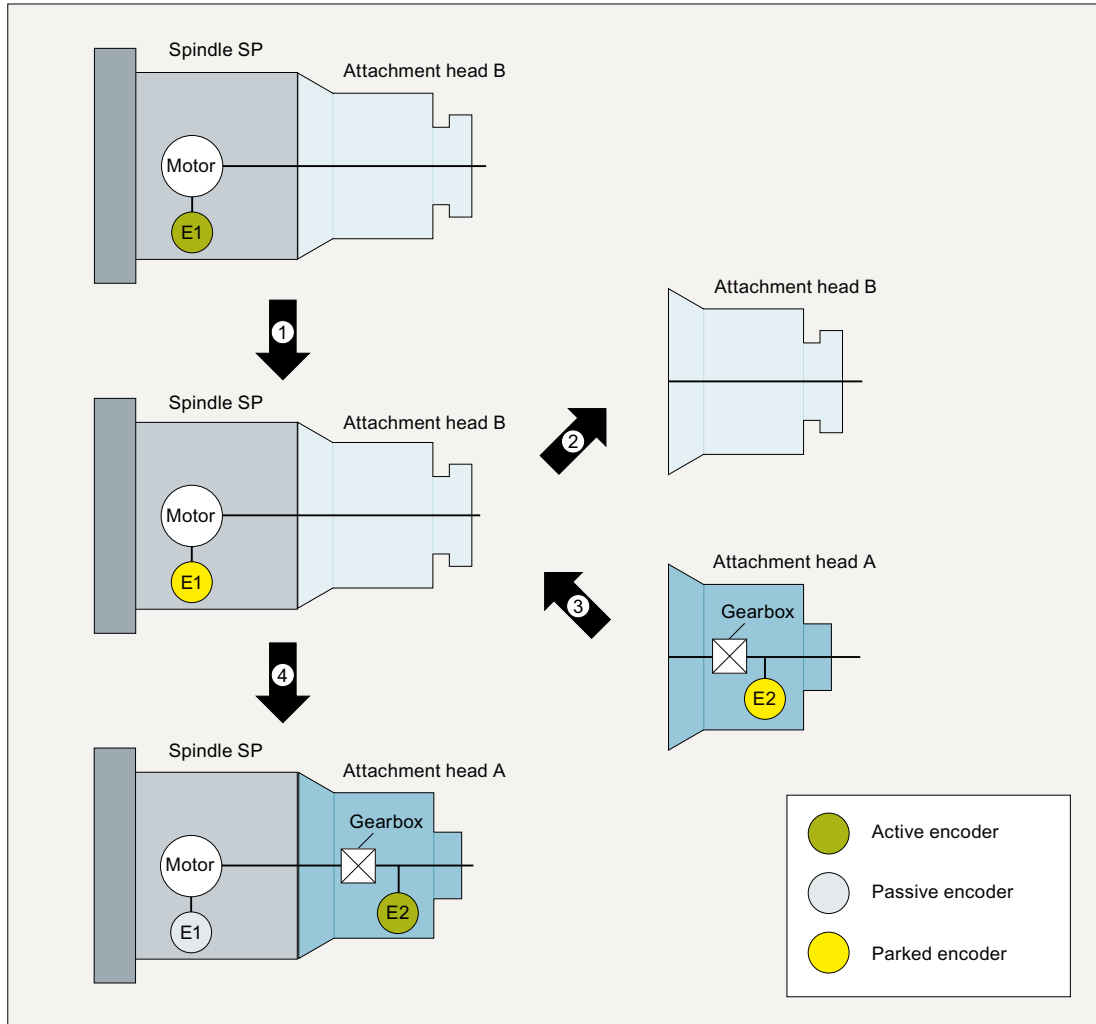 Spindle SP
Attachment head B
Motor
E1
1
Attachment head B
Spindle SP
Attachment head B
2
Motor
E1
Attachment head A
3
Gearbox
E2
4
Spindle SP
Attachment head A
Gearbox
Motor
E1
E2
Active encoder
Passive encoder
Parked encoder